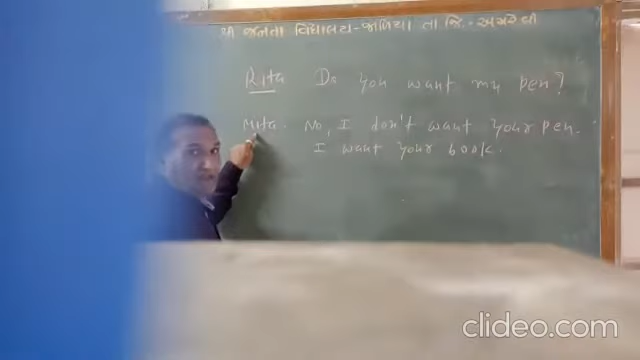 શ્રી જનતા વિદ્યાલય-જાળિયા તા જિ.-અમરેલી
Rita Do you want my pen?
Mita. No, I don't want your pen.
I want your book.
clideo.com